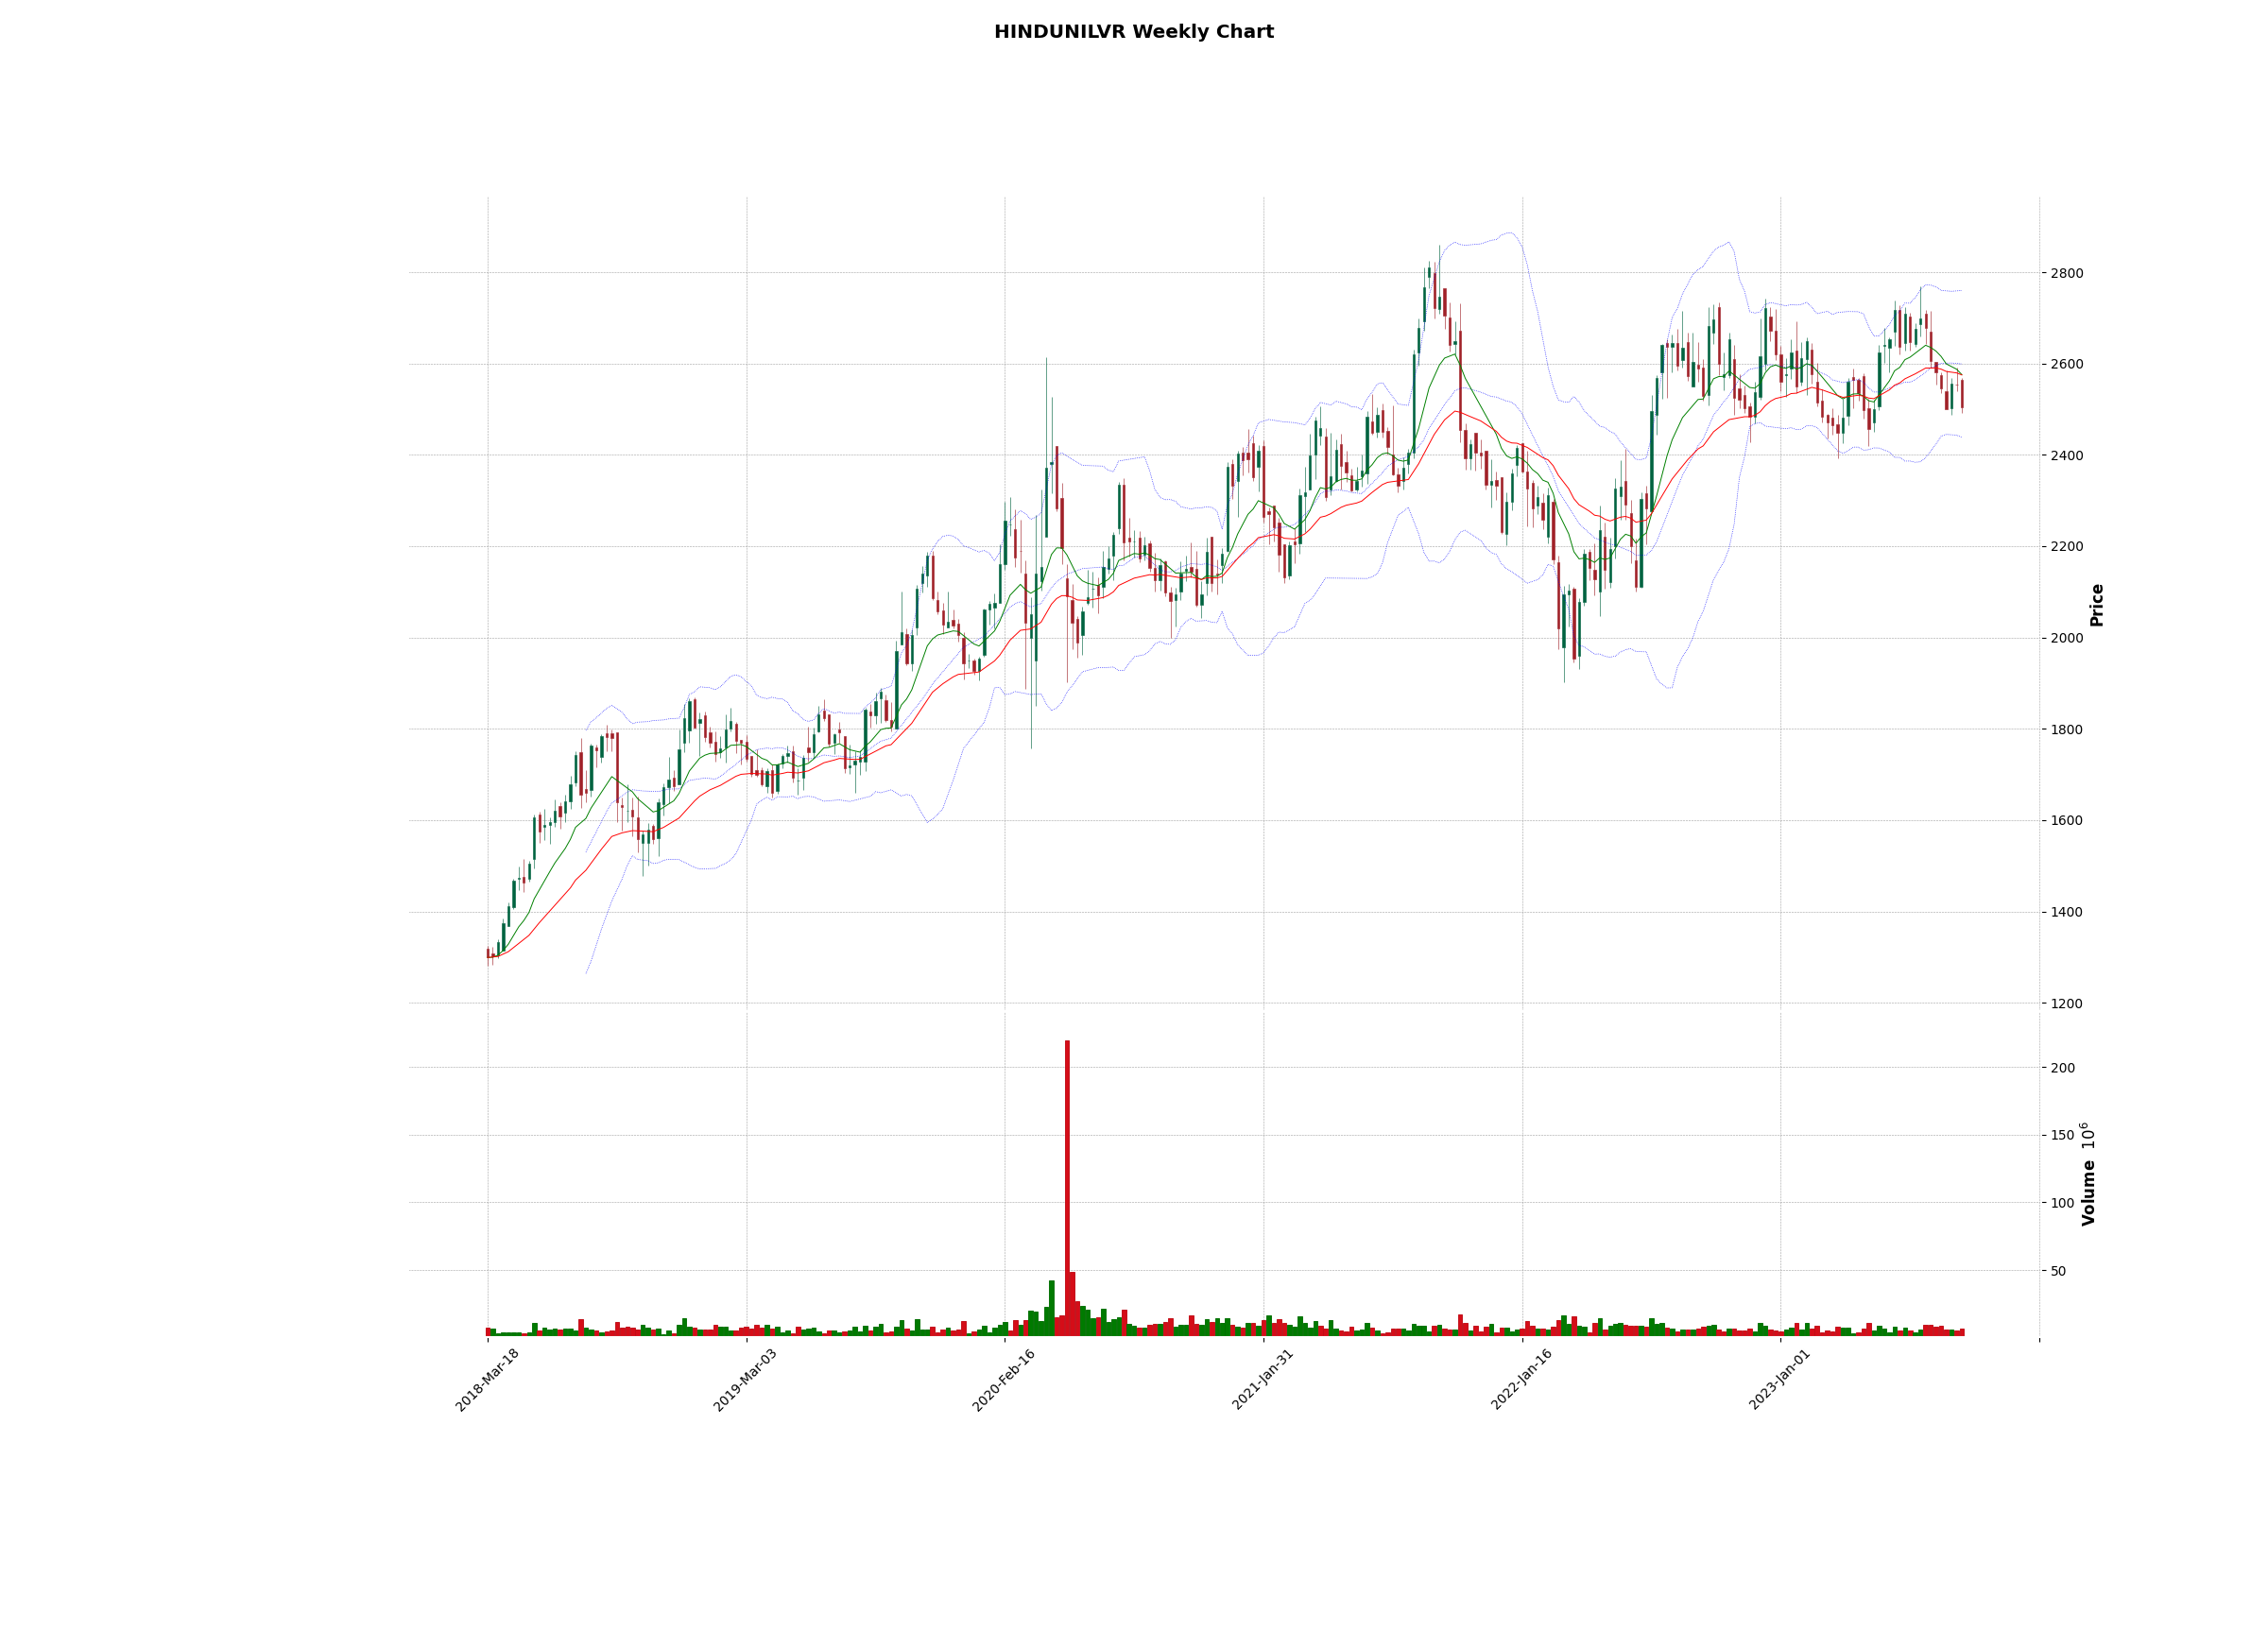 HINDUNILVR Weekly Chart
2800
2600
2400
2200
2000
1800
1600
1400
1200
Price
200
150
100
50
Volume 10^6
2018-Mar-18
2019-Mar-03
2020-Feb-16
2021-Jan-31
2022-Jan-16
2023-Jan-01